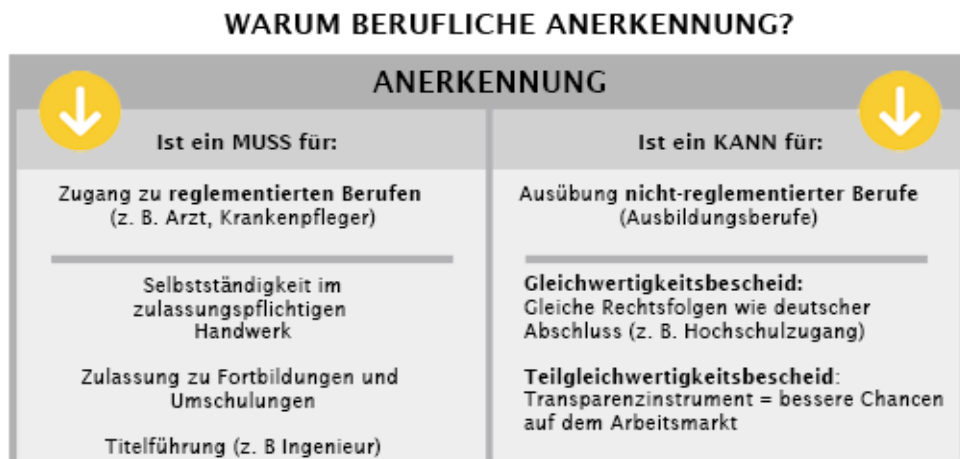 WARUM BERUFLICHE ANERKENNUNG?
ANERKENNUNG
Ist ein MUSS für:
Zugang zu reglementierten Berufen
(z. B. Arzt, Krankenpfleger)
Selbstständigkeit im
zulassungspflichtigen
Handwerk
Zulassung zu Fortbildungen und
Umschulungen
Titelführung (z. B Ingenieur)
Ist ein KANN für:
Ausübung nicht-reglementierter Berufe
(Ausbildungsberufe)
Gleichwertigkeitsbescheid:
Gleiche Rechtsfolgen wie deutscher
Abschluss (z. B. Hochschulzugang)
Teilgleichwertigkeitsbescheid:
Transparenzinstrument = bessere Chancen
auf dem Arbeitsmarkt